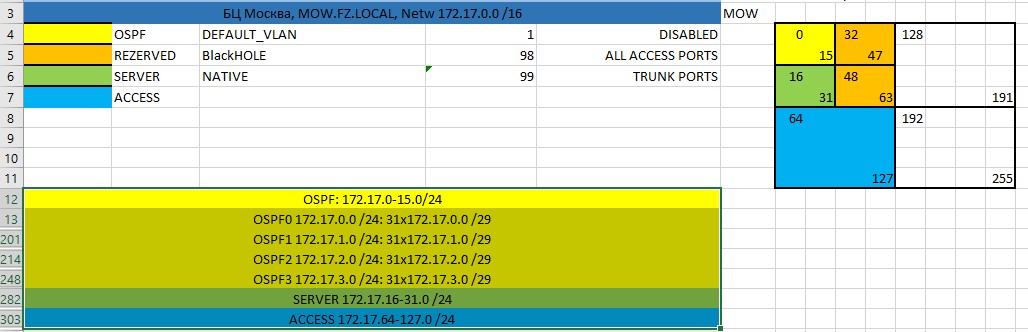 3 БЦ Москва, MOW.FZ.LOCAL, Netw 172.17.0.0 /16 MOW
4 OSPF DEFAULT_VLAN 1 DISABLED 0 32 128
5 REZERVED BlackHOLE 98 ALL ACCESS PORTS 15 47
6 SERVER NATIVE 99 TRUNK PORTS 16 48
7 ACCESS 31 63 191
8 64 192
9
10
11 127 255
12 OSPF: 172.17.0-15.0/24
13 OSPF0 172.17.0.0 /24: 31x172.17.0.0 /29
201 OSPF1 172.17.1.0 /24: 31x172.17.1.0 /29
214 OSPF2 172.17.2.0 /24: 31x172.17.2.0 /29
248 OSPF3 172.17.3.0 /24: 31x172.17.3.0 /29
282 SERVER 172.17.16-31.0 /24
303 ACCESS 172.17.64-127.0 /24